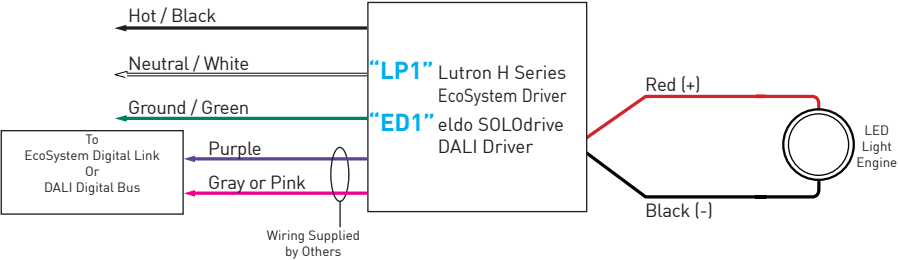 Hot / Black
Neutral / White
Ground / Green
To
EcoSystem Digital Link
Or
DALI Digital Bus
Purple
Gray or Pink
Wiring Supplied
by Others
“LP1” Lutron H Series
EcoSystem Driver
“ED1” eldo SOLOdrive
DALI Driver
Red (+)
Black (-)
LED
Light
Engine